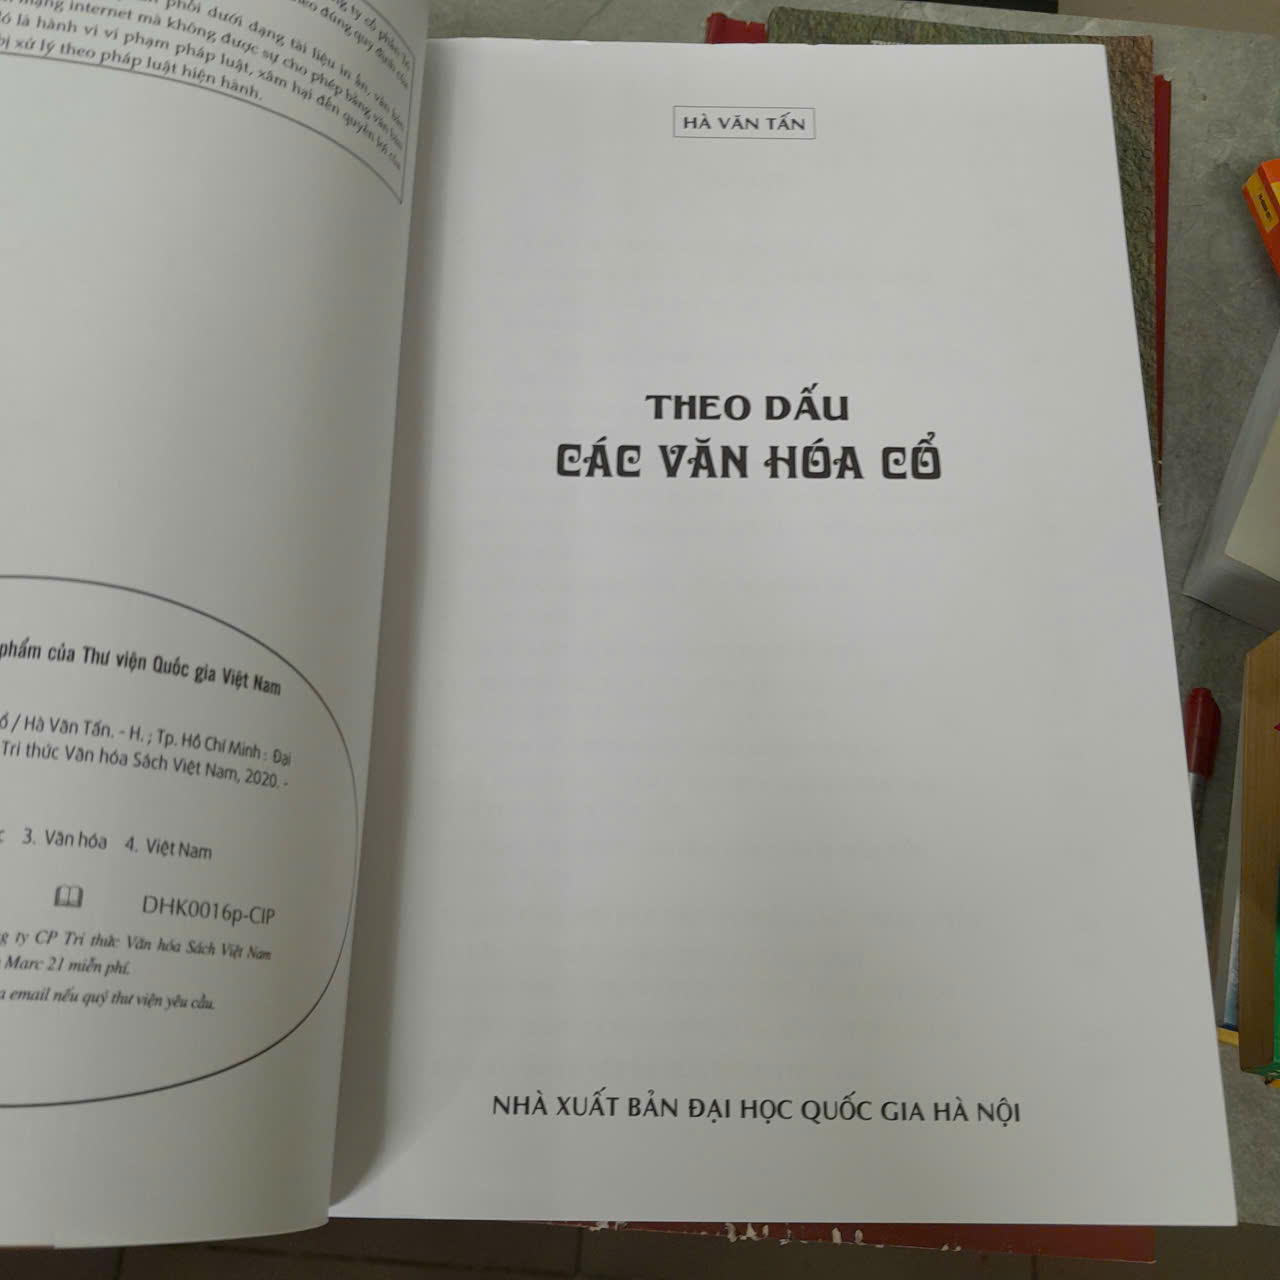 phối dưới dạng tài liệu in ấn, văn bản
mạng internet mà không được sự cho phép bằng văn bản
là hành vi vi phạm pháp luật, xâm hại đến quyền lợi của
bị xử lý theo pháp luật hiện hành.
phẩm của Thư viện Quốc gia Việt Nam
/ Hà Văn Tấn. - H. ; Tp. Hồ Chí Minh : Đại
Tri thức Văn hóa Sách Việt Nam, 2020. -
3. Văn hóa 4. Việt Nam
DHK0016p-CIP
ty CP Tri thức Văn hóa Sách Việt Nam
Marc 21 miễn phí.
email nếu quý thư viện yêu cầu.
HÀ VĂN TẤN
THEO DẤU
CÁC VĂN HÓA CỔ
NHÀ XUẤT BẢN ĐẠI HỌC QUỐC GIA HÀ NỘI